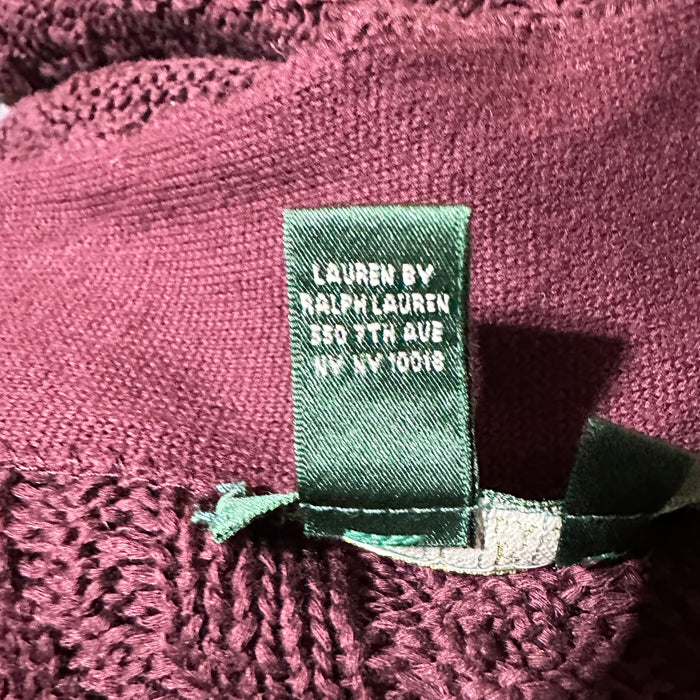 LAUREN BY
RALPH LAUREN
550 7TH AVE
NY NY 10018